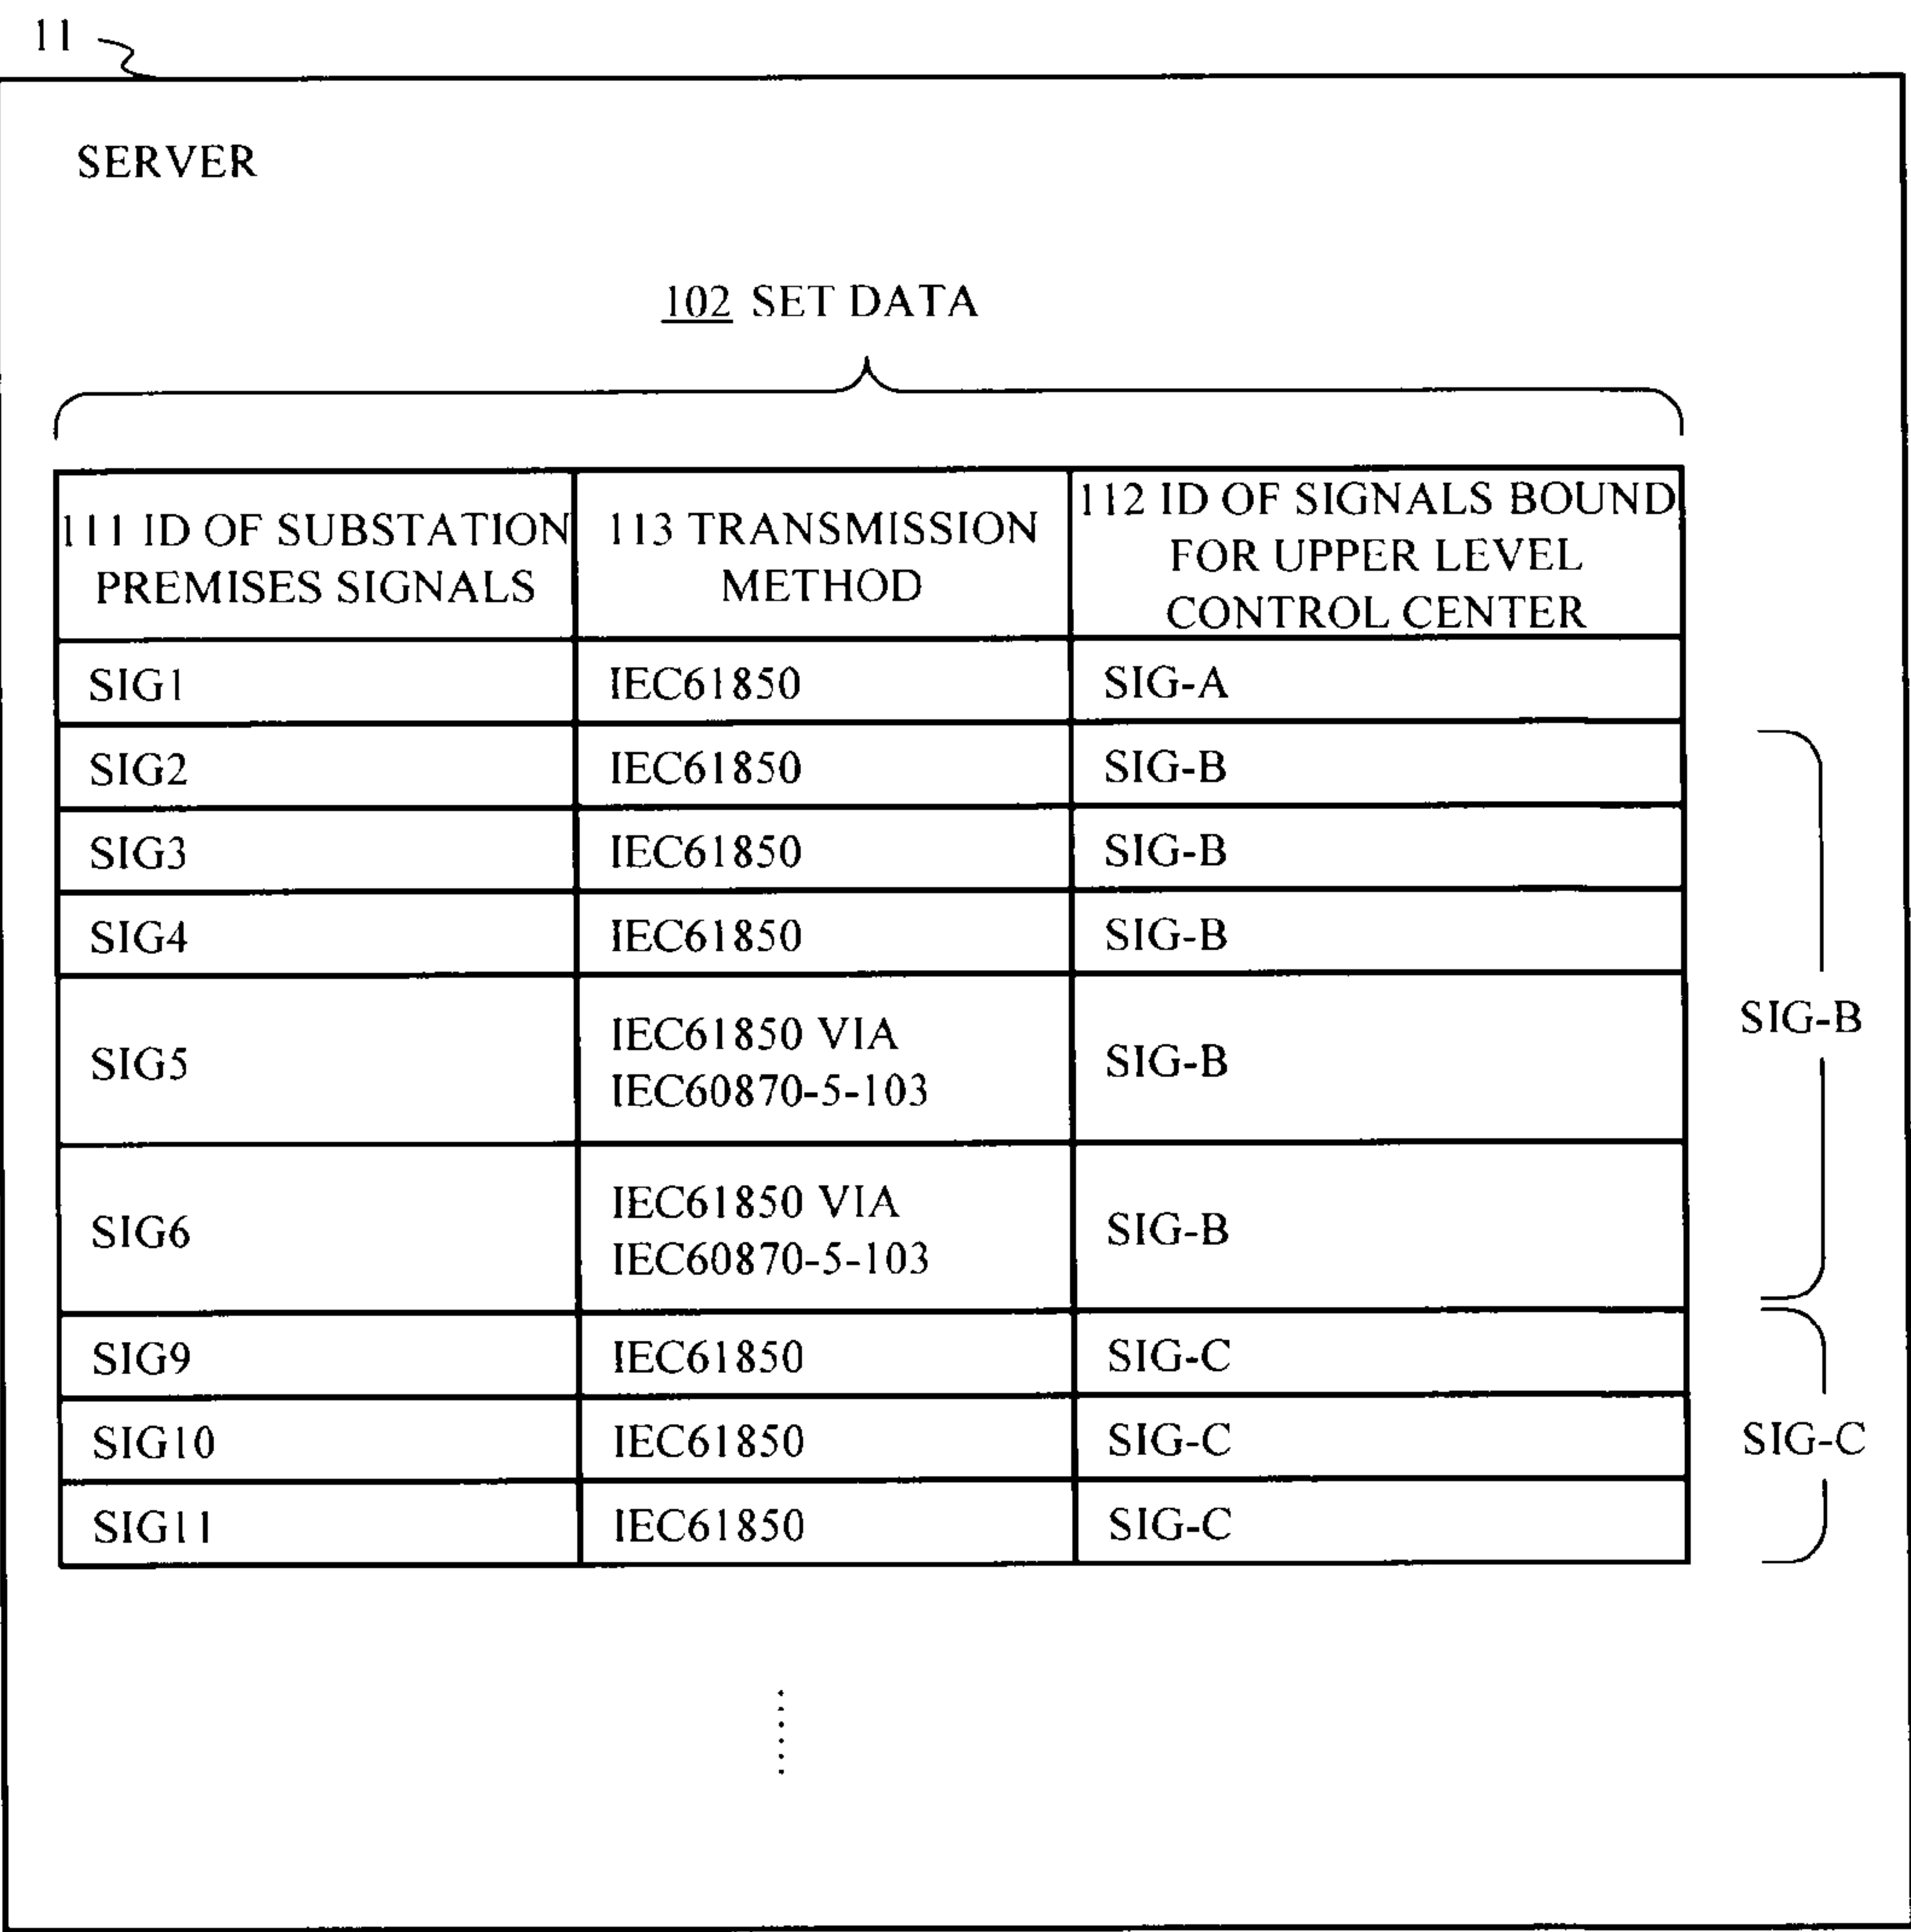 11
SERVER
102 SET DATA
111 ID OF SUBSTATION
PREMISES SIGNALS
113 TRANSMISSION
METHOD
112 ID OF SIGNALS BOUND
FOR UPPER LEVEL
CONTROL CENTER
SIG1
IEC61850
SIG-A
SIG2
IEC61850
SIG-B
SIG3
IEC61850
SIG-B
SIG4
IEC61850
SIG-B
SIG5
IEC61850 VIA
IEC60870-5-103
SIG-B
SIG6
IEC61850 VIA
IEC60870-5-103
SIG-B
SIG9
IEC61850
SIG-C
SIG10
IEC61850
SIG-C
SIG11
IEC61850
SIG-C
SIG-B
SIG-C